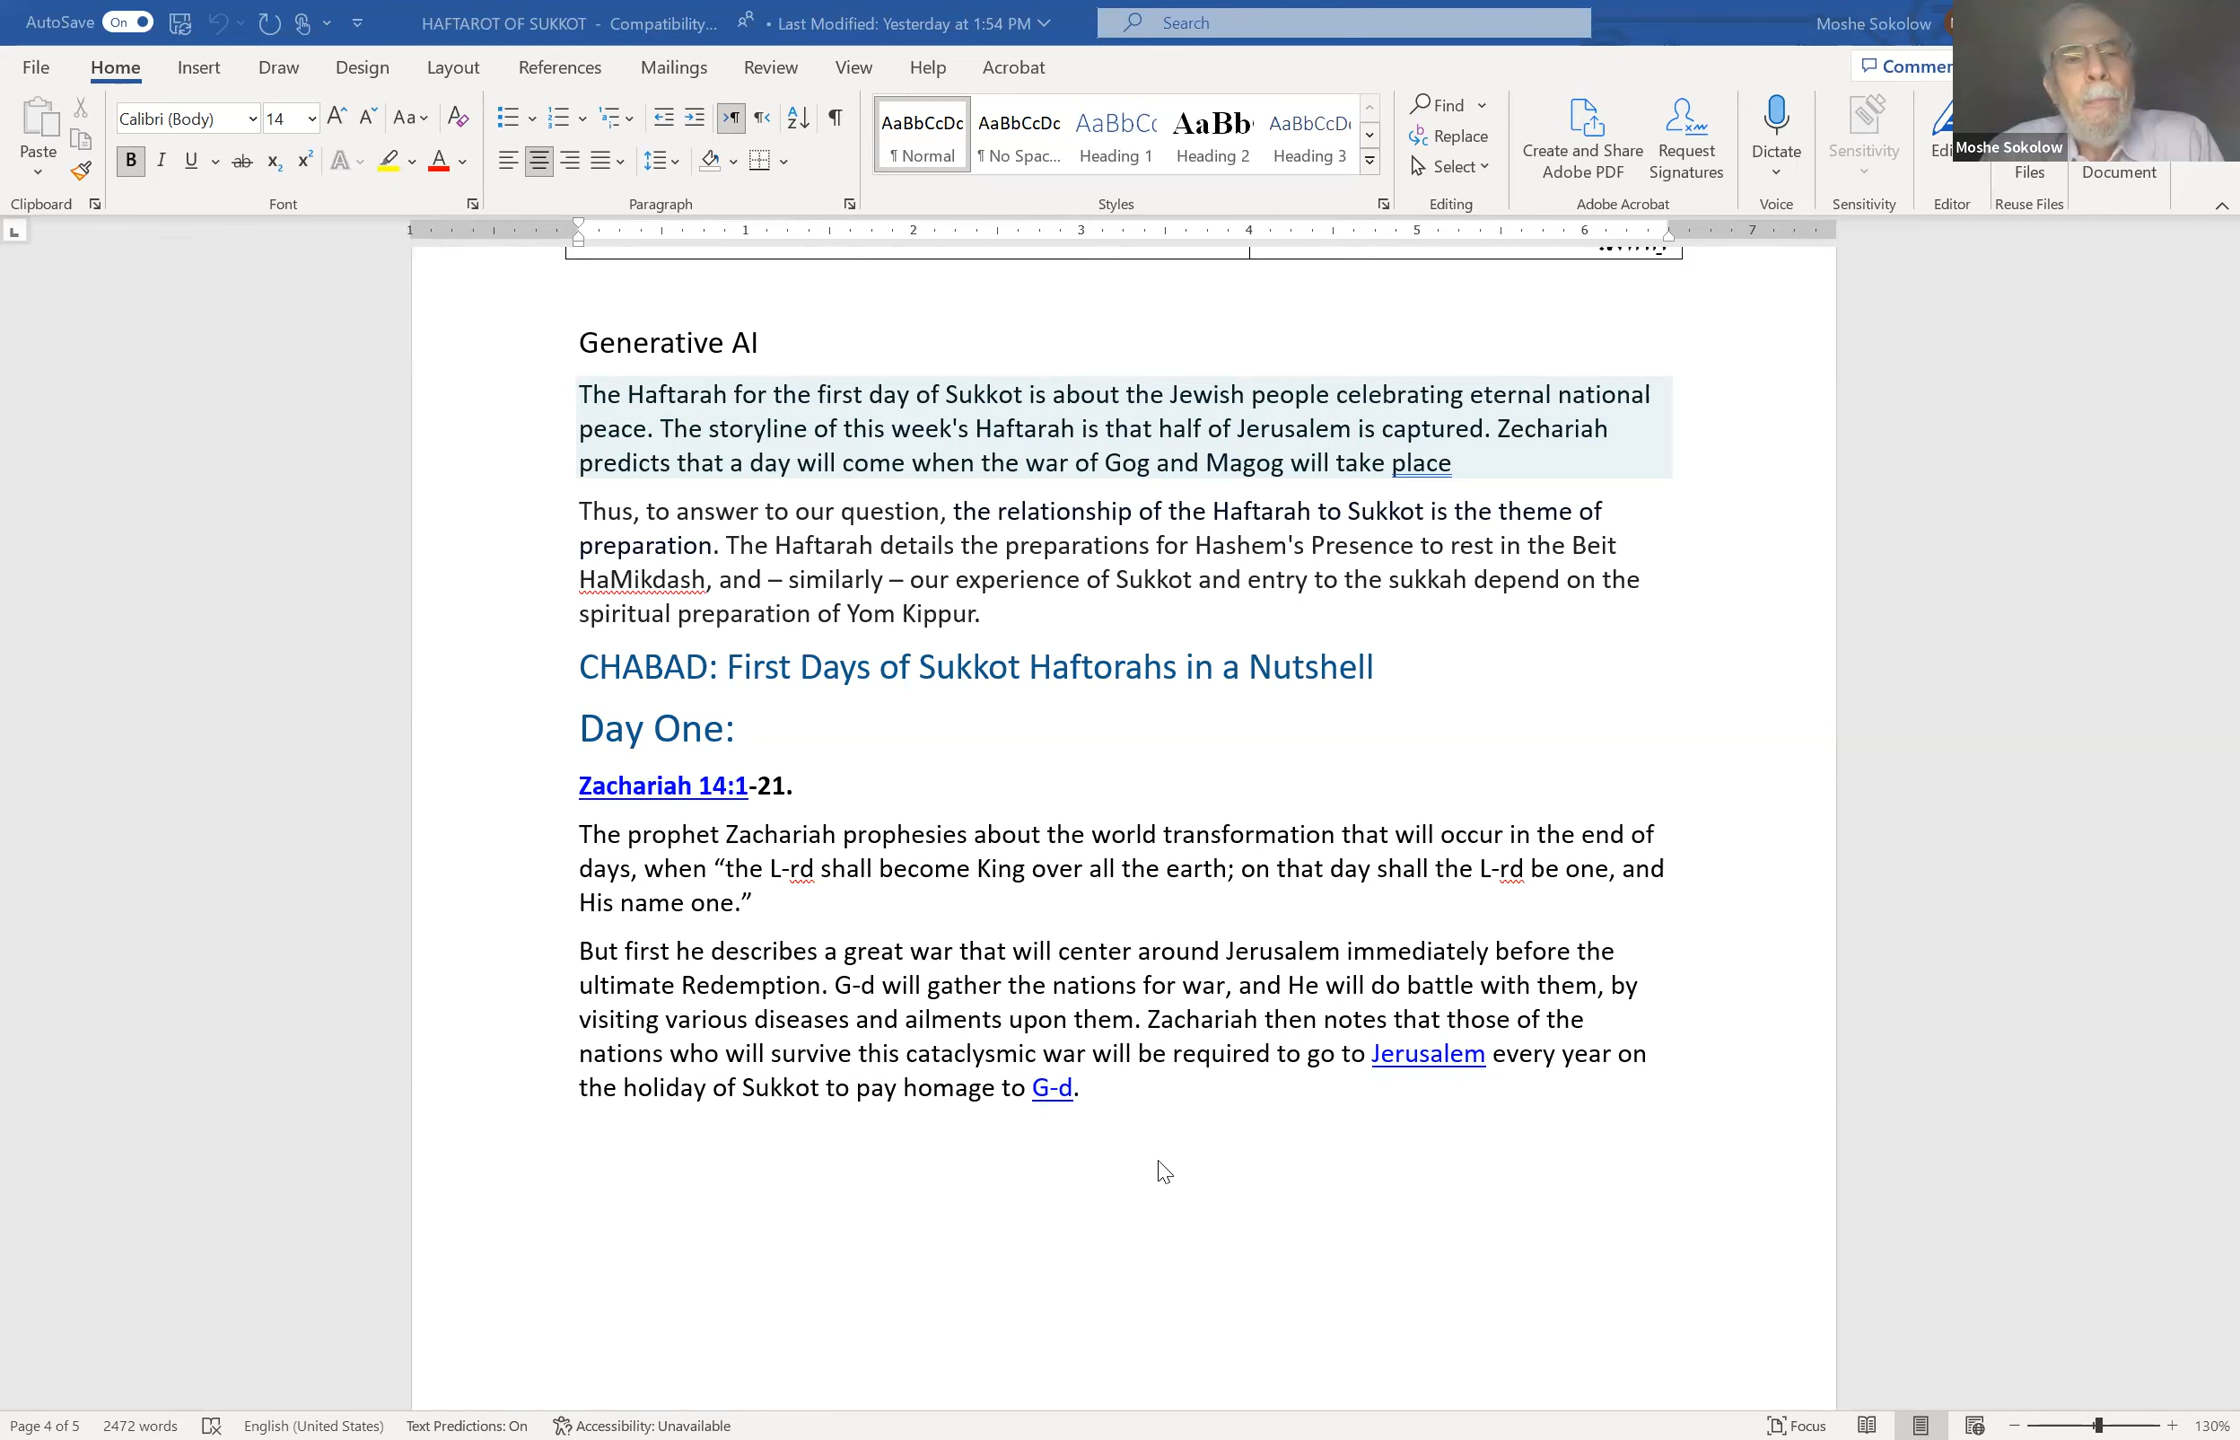 AutoSave On HAFTAROT OF SUKKOT - Compatibility... • Last Modified: Yesterday at 1:54 PM Search Moshe Sokolow
File Home Insert Draw Design Layout References Mailings Review View Help Acrobat
Paste
Clipboard
Calibri (Body) 14 Aa
B I U ab x₂ x² A A
Font
Paragraph
AaBbCcDc AaBbCcDc AaBbCc AaBb AaBbCcD
¶ Normal ¶ No Spac... Heading 1 Heading 2 Heading 3
Styles
Find
Replace
Select
Editing
Create and Share
Adobe PDF
Request
Signatures
Adobe Acrobat
Dictate
Voice
Sensitivity
Sensitivity
Editor
Files
Reuse Files
Document
Moshe Sokolow
1 1 2 3 4 5 6 7
Generative AI
The Haftarah for the first day of Sukkot is about the Jewish people celebrating eternal national
peace. The storyline of this week's Haftarah is that half of Jerusalem is captured. Zechariah
predicts that a day will come when the war of Gog and Magog will take place
Thus, to answer to our question, the relationship of the Haftarah to Sukkot is the theme of
preparation. The Haftarah details the preparations for Hashem's Presence to rest in the Beit
HaMikdash, and – similarly – our experience of Sukkot and entry to the sukkah depend on the
spiritual preparation of Yom Kippur.
CHABAD: First Days of Sukkot Haftorahs in a Nutshell
Day One:
Zachariah 14:1-21.
The prophet Zachariah prophesies about the world transformation that will occur in the end of
days, when “the L-rd shall become King over all the earth; on that day shall the L-rd be one, and
His name one.”
But first he describes a great war that will center around Jerusalem immediately before the
ultimate Redemption. G-d will gather the nations for war, and He will do battle with them, by
visiting various diseases and ailments upon them. Zachariah then notes that those of the
nations who will survive this cataclysmic war will be required to go to Jerusalem every year on
the holiday of Sukkot to pay homage to G-d.
Page 4 of 5 2472 words English (United States) Text Predictions: On Accessibility: Unavailable Focus 130%